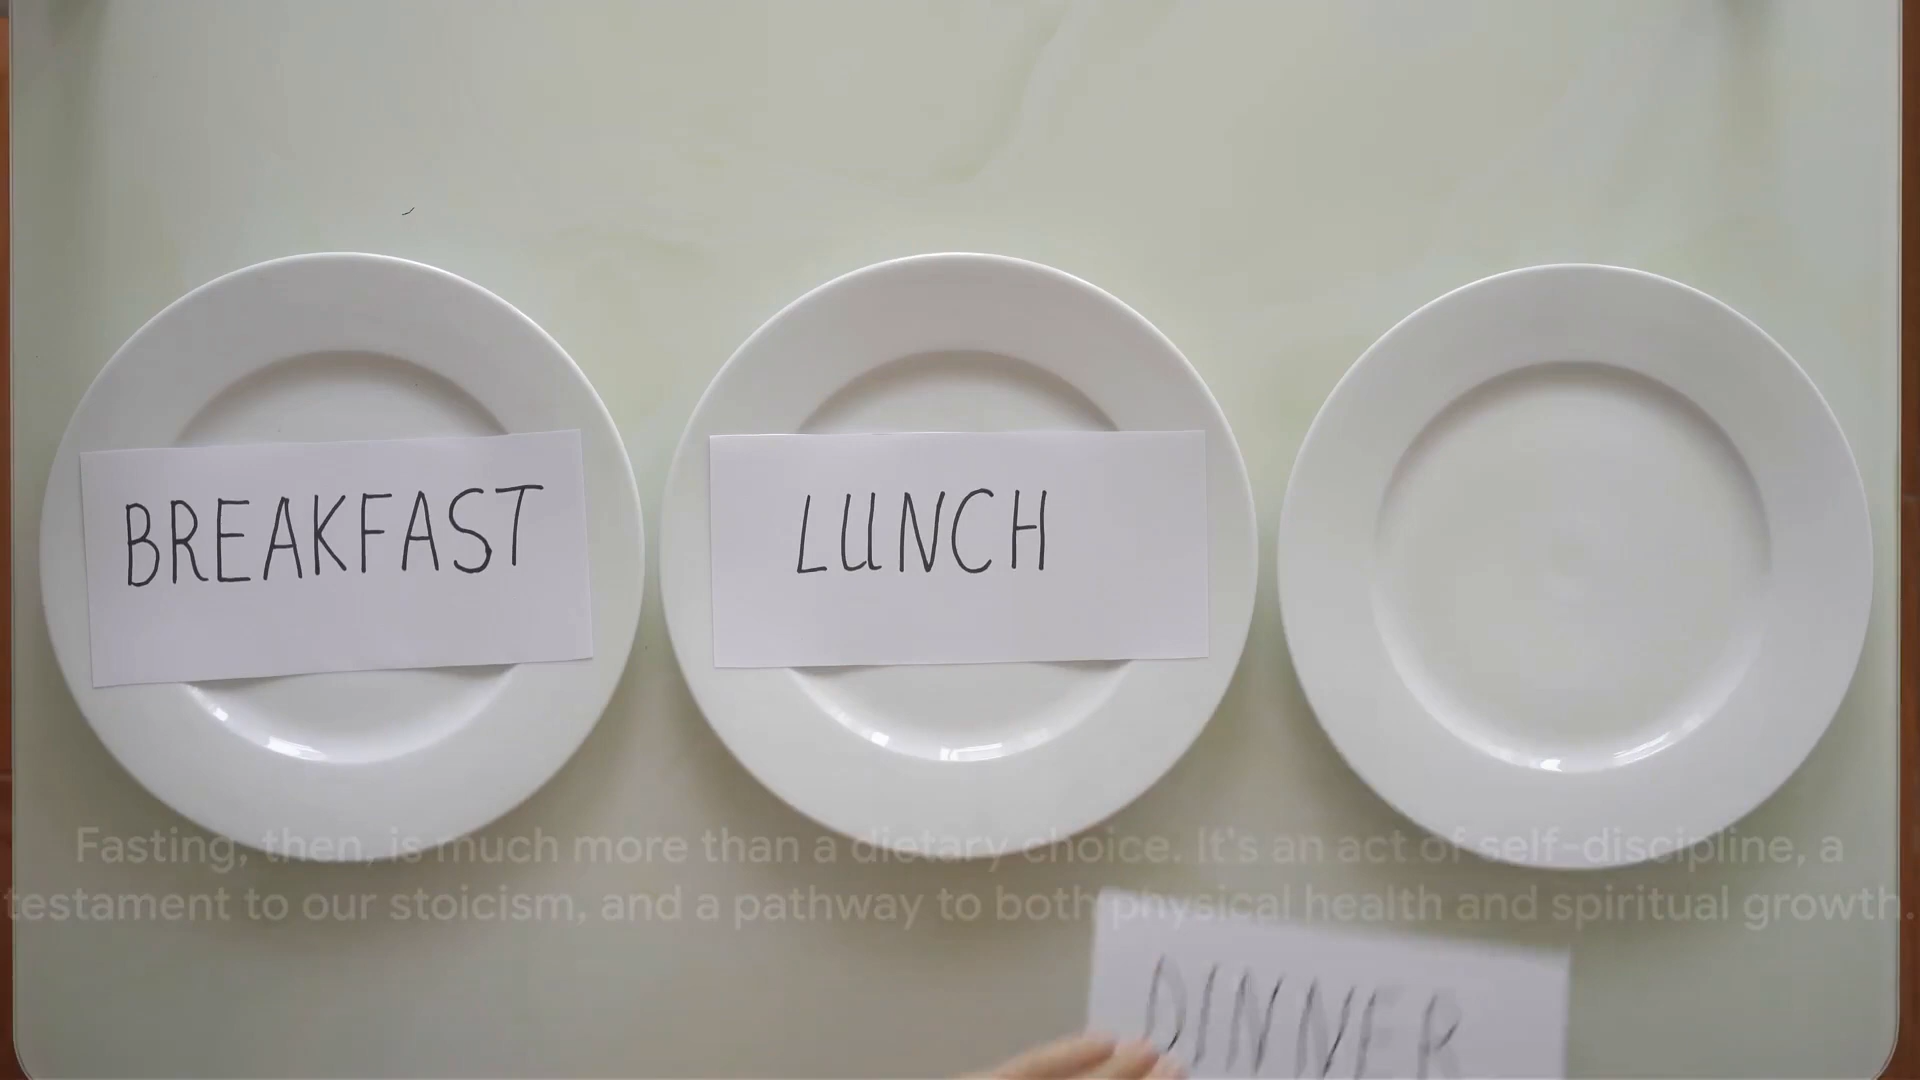 BREAKFAST
LUNCH
Fasting, then, is much more than a dietary choice. It's an act of self-discipline, a
testament to our stoicism, and a pathway to both physical health and spiritual growth.
DINNER